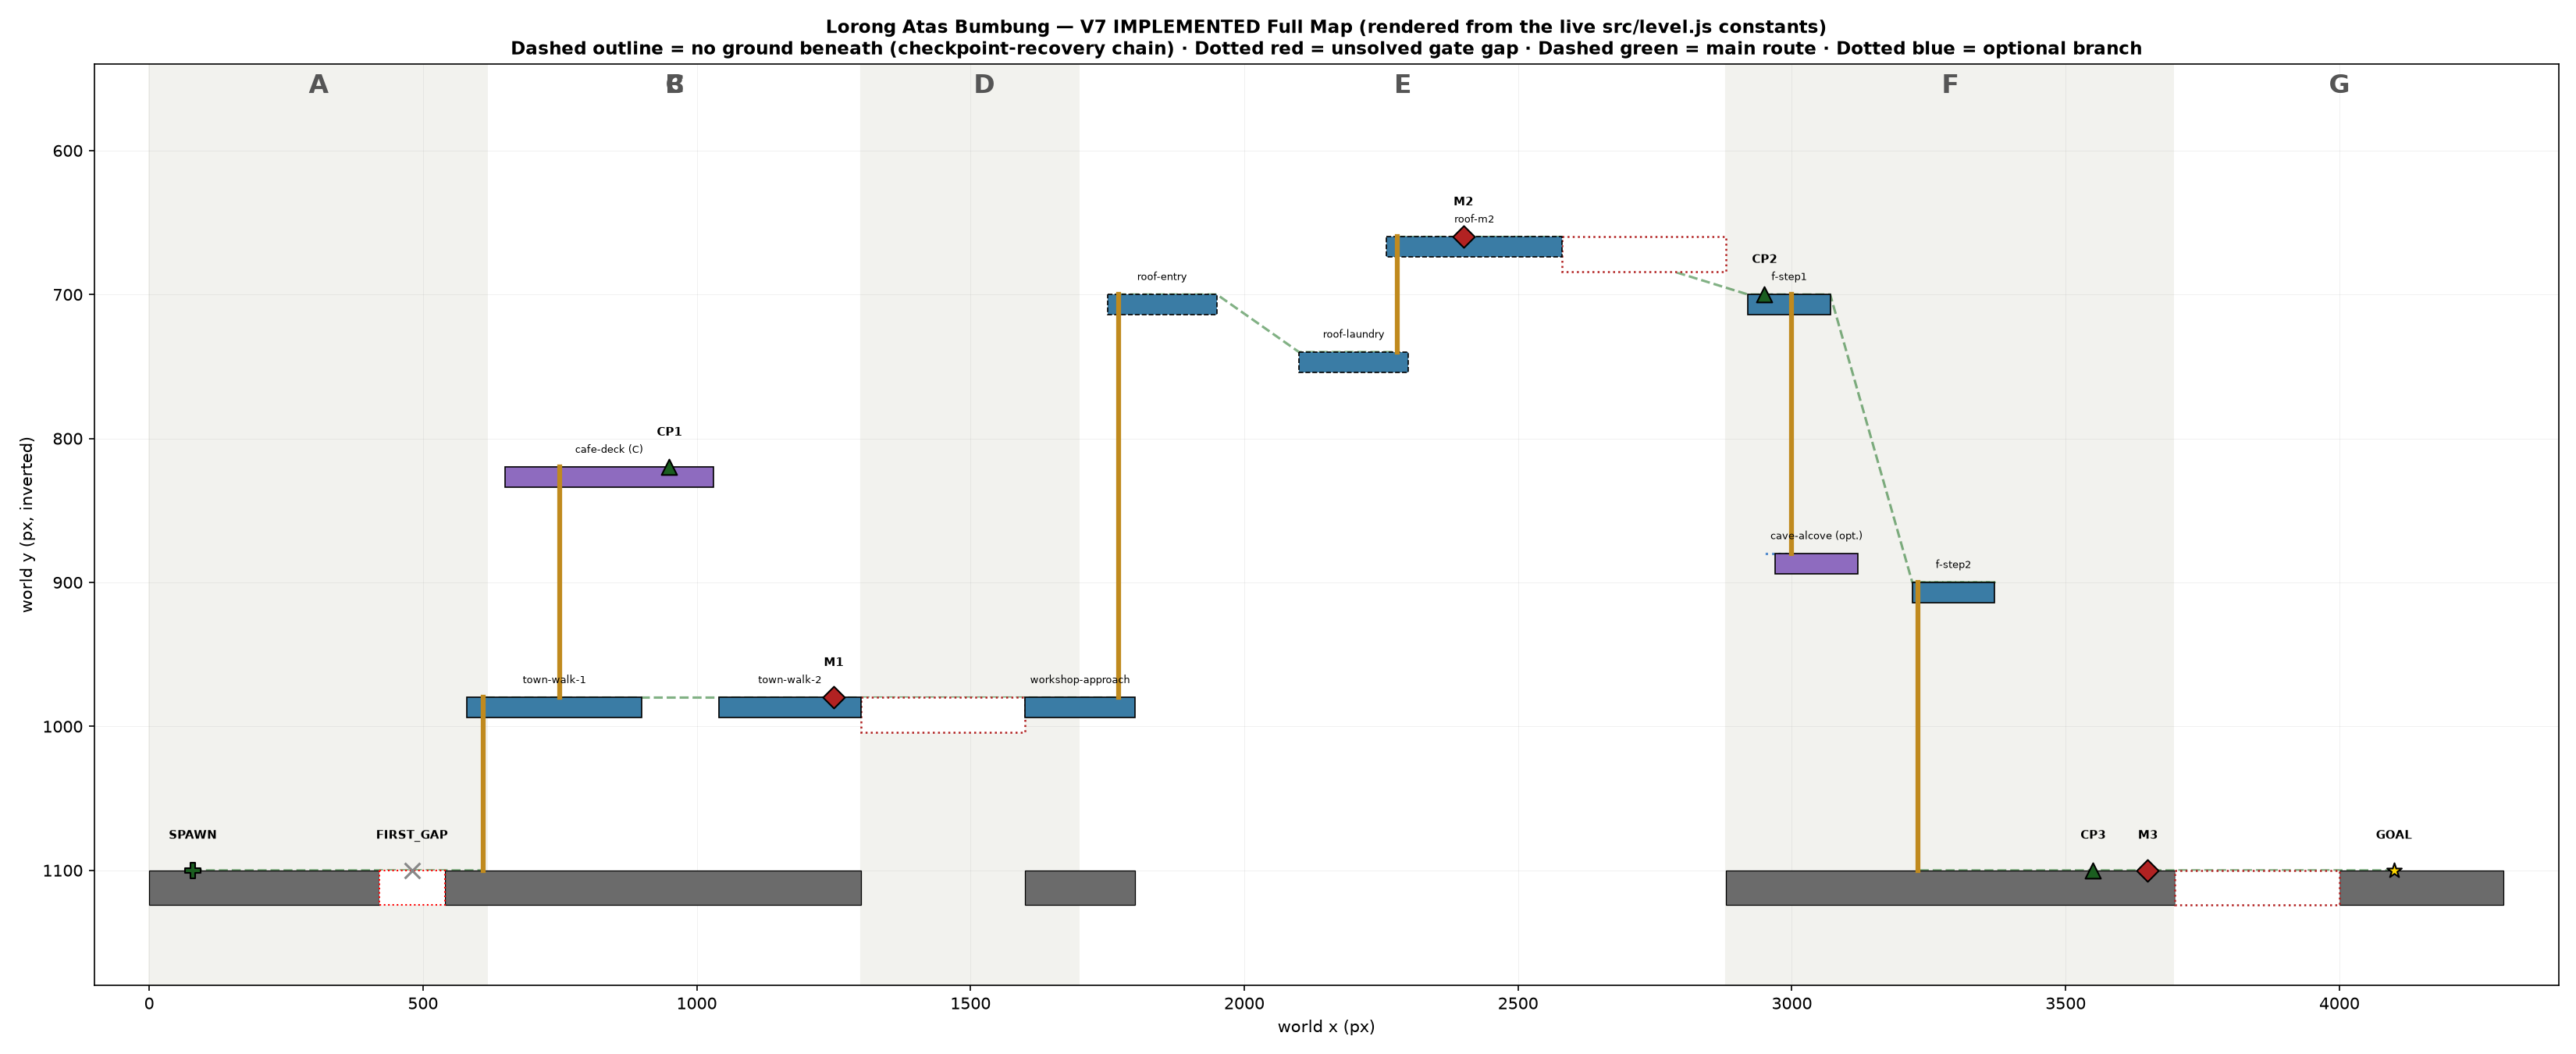 Lorong Atas Bumbung — V7 IMPLEMENTED Full Map (rendered from the live src/level.js constants)
Dashed outline = no ground beneath (checkpoint-recovery chain) · Dotted red = unsolved gate gap · Dashed green = main route · Dotted blue = optional branch
A
B
C
D
E
F
G
600
700
800
900
1000
1100
world y (px, inverted)
M2
roof-m2
CP2
f-step1
roof-entry
roof-laundry
CP1
cafe-deck (C)
cave-alcove (opt.)
f-step2
M1
town-walk-1
town-walk-2
workshop-approach
SPAWN
FIRST_GAP
CP3
M3
GOAL
0
500
1000
1500
2000
2500
3000
3500
4000
world x (px)